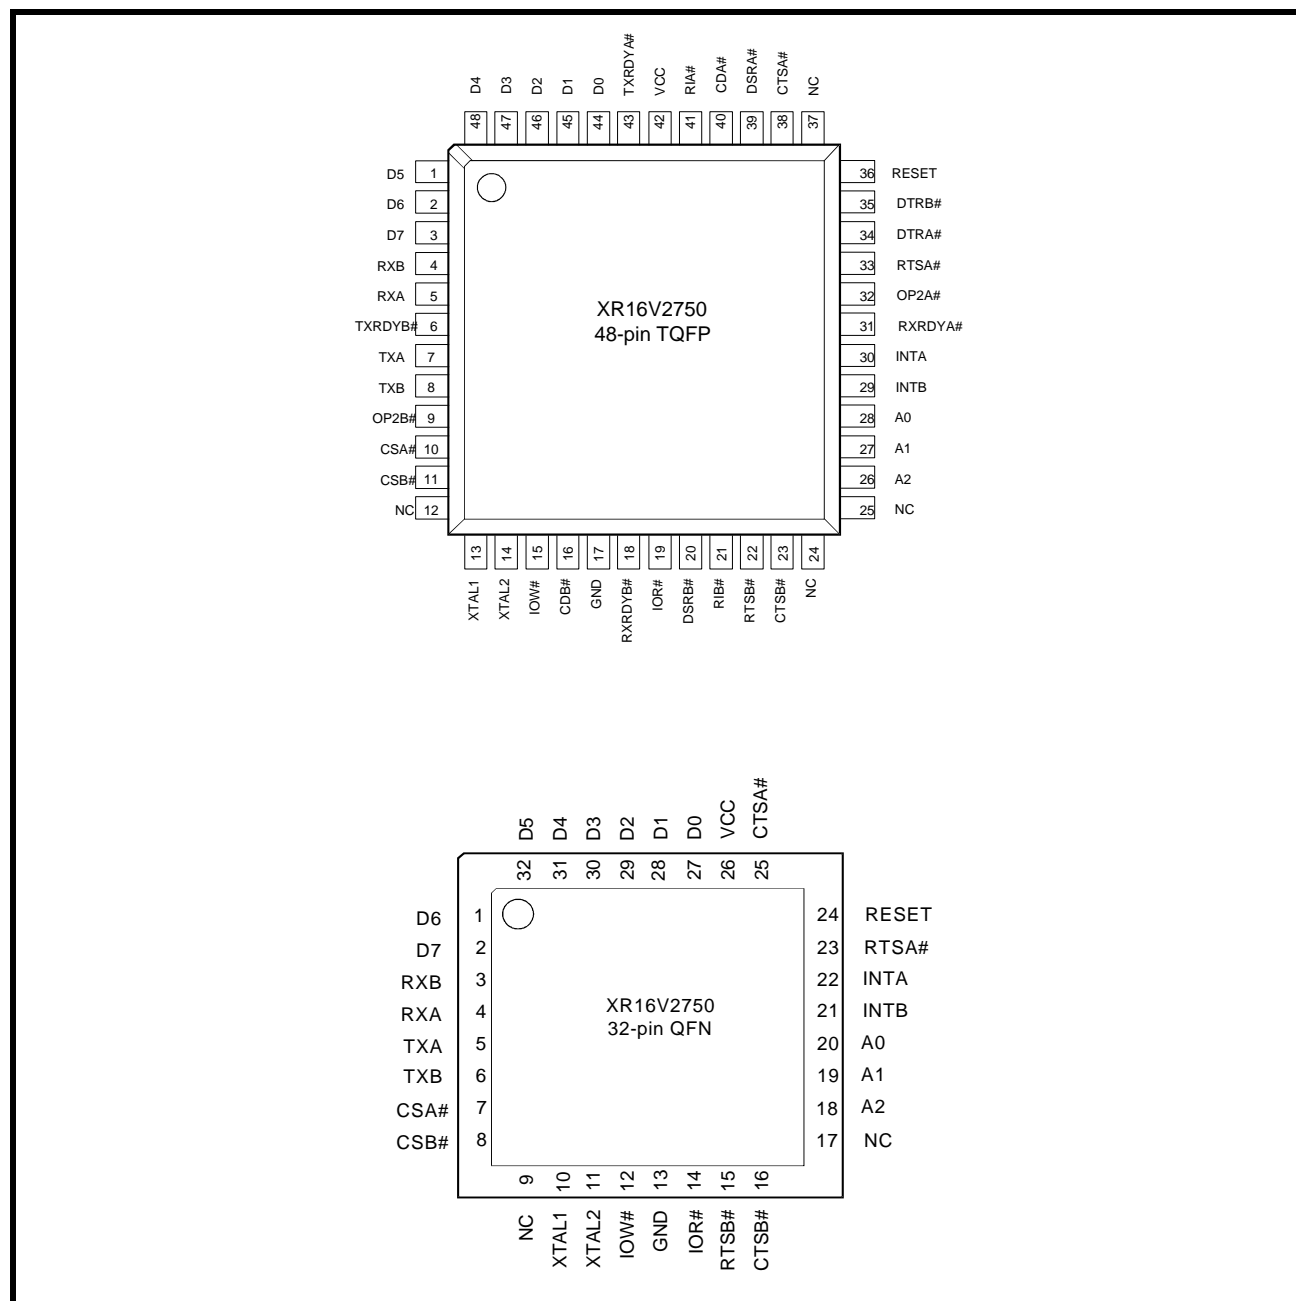 D4 D3 D2 D1 D0 TXRDYA# VCC RIA# CDA# DSRA# CTSA# NC
48 47 46 45 44 43 42 41 40 39 38 37
D5 1 36 RESET
D6 2 35 DTRB#
D7 3 34 DTRA#
RXB 4 33 RTSA#
RXA 5 32 OP2A#
TXRDYB# 6 31 RXRDYA#
TXA 7 30 INTA
TXB 8 29 INTB
OP2B# 9 28 A0
CSA# 10 27 A1
CSB# 11 26 A2
NC 12 25 NC
XR16V2750
48-pin TQFP
13 14 15 16 17 18 19 20 21 22 23 24
XTAL1 XTAL2 IOW# CDB# GND RXRDYB# IOR# DSRB# RIB# RTSB# CTSB# NC
D5 D4 D3 D2 D1 D0 VCC CTSA#
32 31 30 29 28 27 26 25
D6 1 24 RESET
D7 2 23 RTSA#
RXB 3 22 INTA
RXA 4 21 INTB
TXA 5 20 A0
TXB 6 19 A1
CSA# 7 18 A2
CSB# 8 17 NC
XR16V2750
32-pin QFN
9 10 11 12 13 14 15 16
NC XTAL1 XTAL2 IOW# GND IOR# RTSB# CTSB#